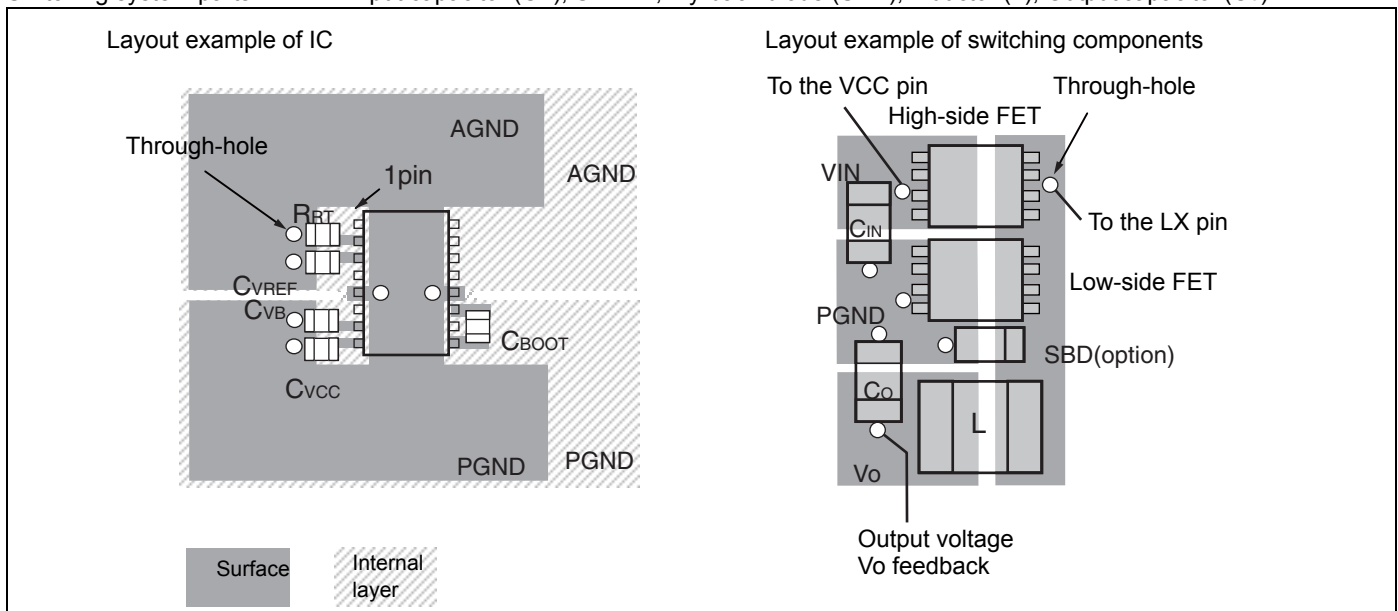 Layout example of IC
Through-hole
1pin
AGND
AGND
RRT
CVREF
CVB
CVCC
CBOOT
PGND
PGND
Surface
Internal
layer
Layout example of switching components
To the VCC pin
Through-hole
High-side FET
VIN
CIN
To the LX pin
Low-side FET
PGND
SBD(option)
CO
L
Vo
Output voltage
Vo feedback